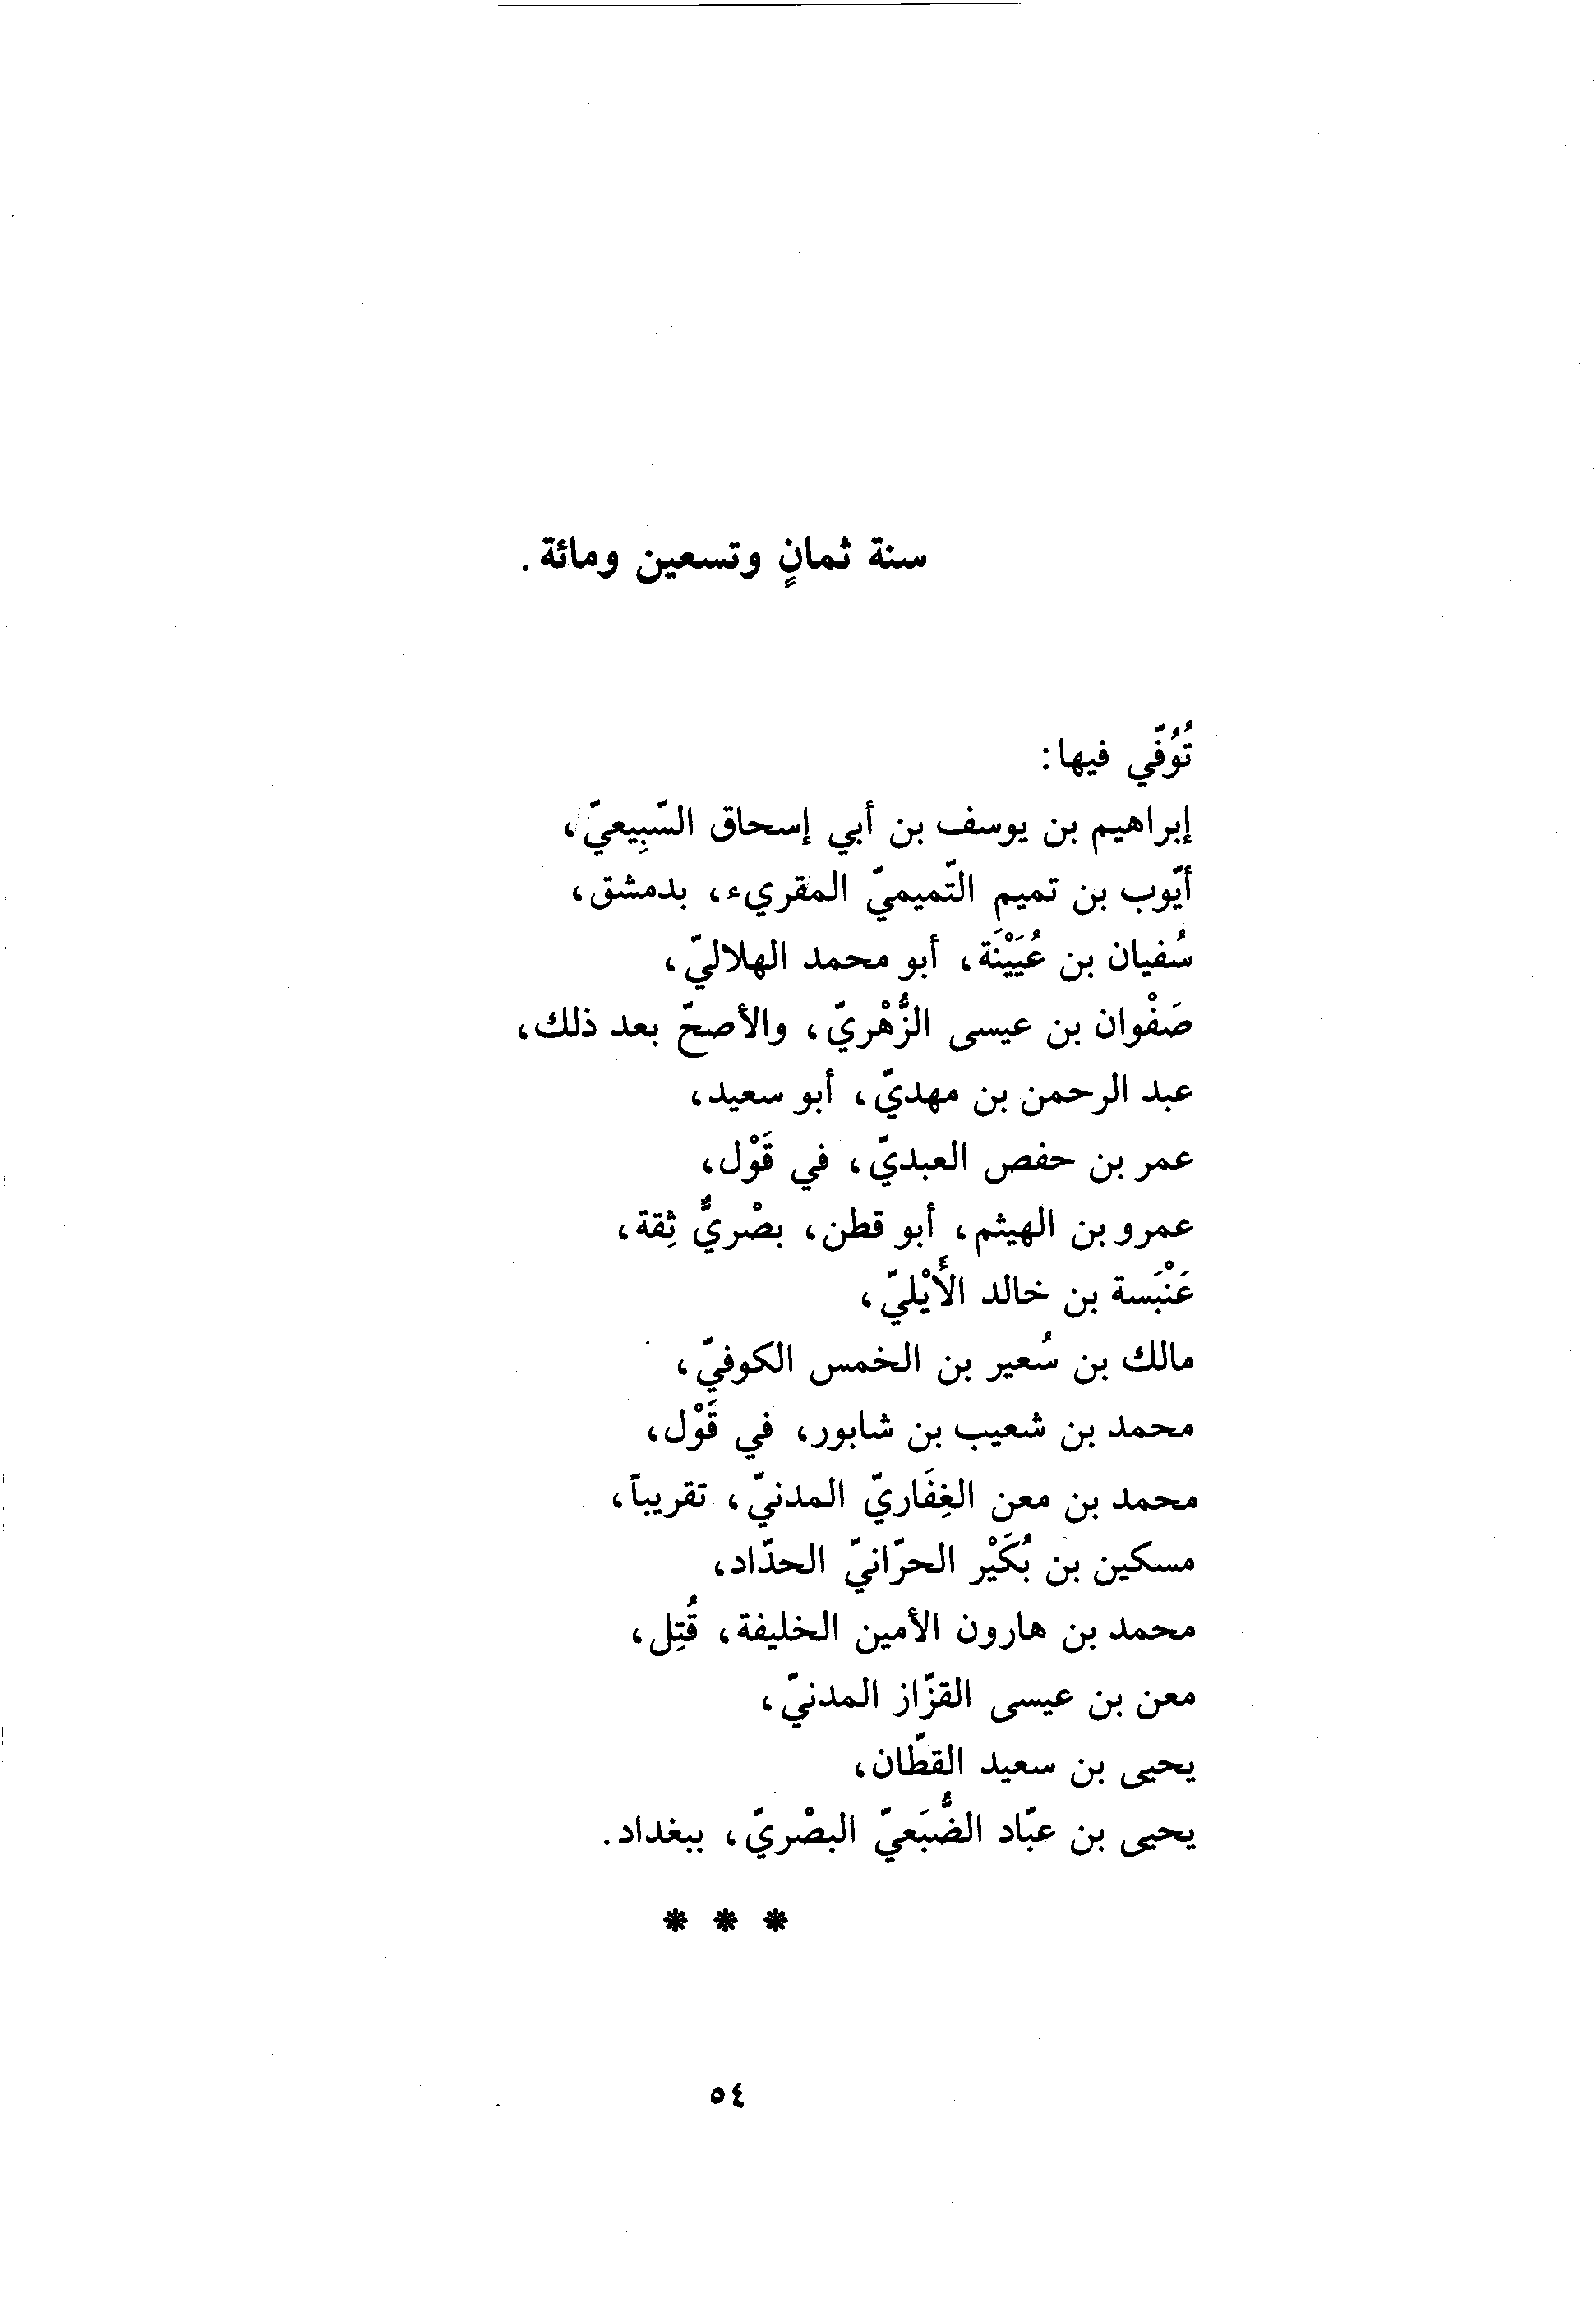 سنة ثمانٍ وتسعين ومائة.
تُوُفّي فيها:
إبراهيم بن يوسف بن أبي إسحاق السّبِيعيّ،
أيّوب بن تميم التّميميّ المقريء، بدمشق،
سُفيان بن عُيَيْنَة، أبو محمد الهلاليّ،
صَفْوان بن عيسى الزُّهْريّ، والأصحّ بعد ذلك،
عبد الرحمن بن مهديّ، أبو سعيد،
عمر بن حفص العبديّ، في قَوْل،
عمرو بن الهيثم، أبو قطن، بصْريٌّ ثِقة،
عَنْبَسة بن خالد الأَيْليّ،
مالك بن سُعير بن الخمس الكوفيّ،
محمد بن شعيب بن شابور، في قَوْل،
محمد بن معن الغِفَاريّ المدنيّ، تقريباً،
مسكين بن بُكَيْر الحرّانيّ الحدّاد،
محمد بن هارون الأمين الخليفة، قُتِل،
معن بن عيسى القزّاز المدنيّ،
يحيى بن سعيد القطّان،
يحيى بن عبّاد الضُّبَعيّ البصْريّ، ببغداد.
* * *
٥٤